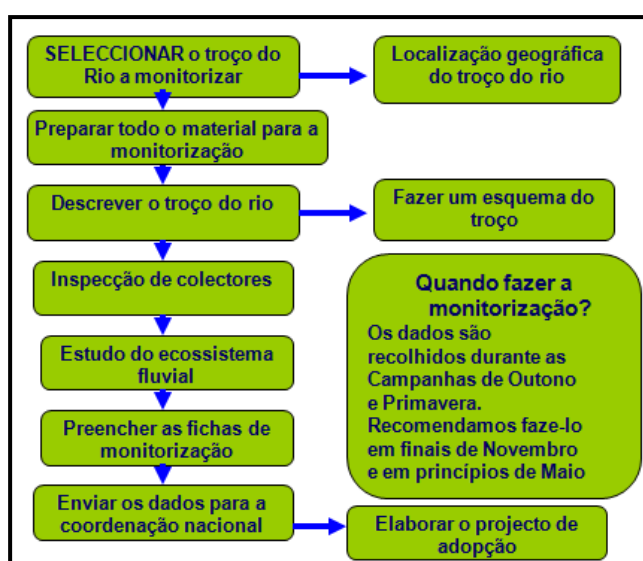 SELECCIONAR o troço do
Rio a monitorizar
Localização geográfica
do troço do rio
Preparar todo o material para a
monitorização
Descrever o troço do rio
Fazer um esquema do
troço
Inspecção de colectores
Estudo do ecossistema
fluvial
Preencher as fichas de
monitorização
Enviar os dados para a
coordenação nacional
Quando fazer a
monitorização?
Os dados são
recolhidos durante as
Campanhas de Outono
e Primavera.
Recomendamos faze-lo
em finais de Novembro
e em princípios de Maio
Elaborar o projecto de
adopção